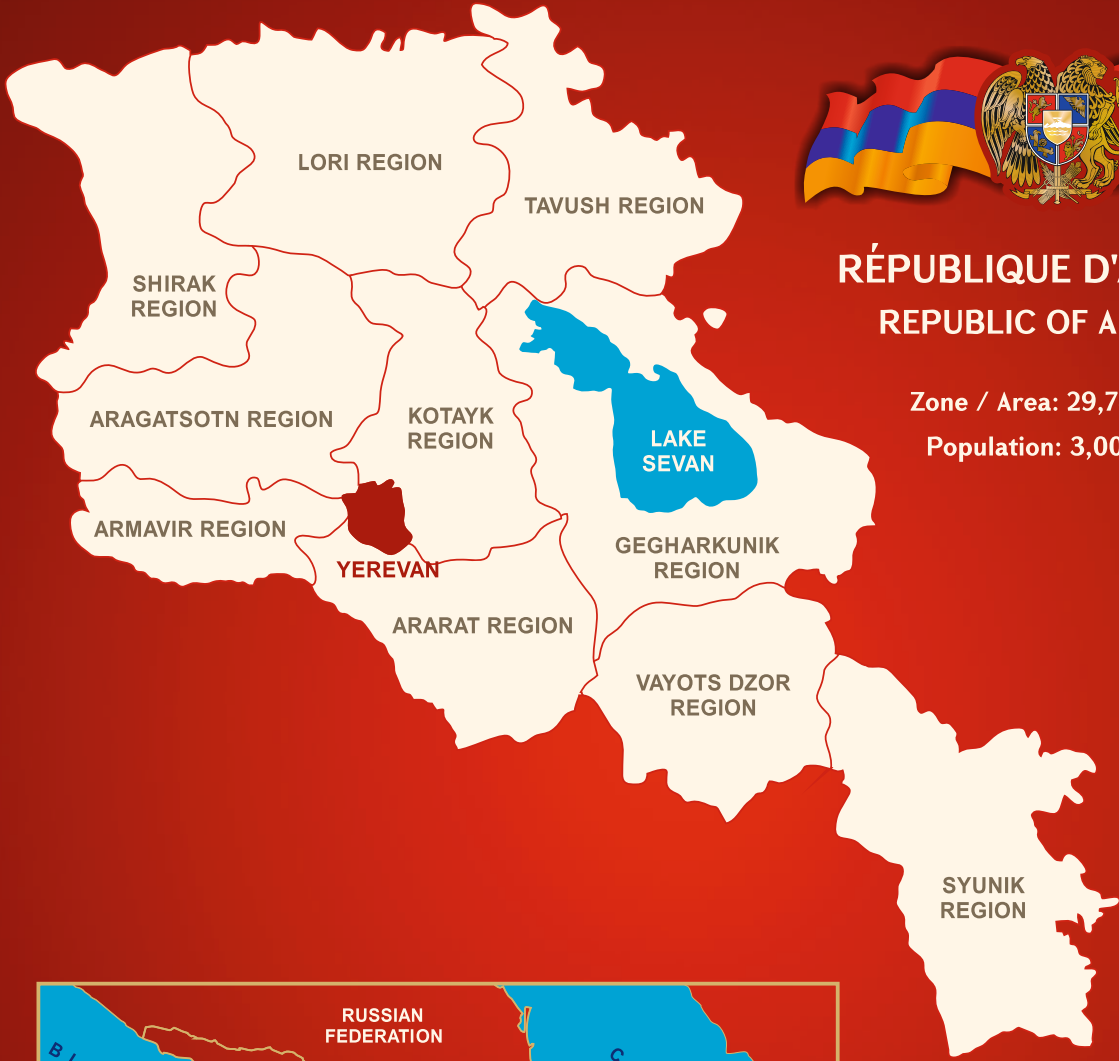 LORI REGION
TAVUSH REGION
SHIRAK
REGION
RÉPUBLIQUE D'
REPUBLIC OF A
Zone / Area: 29,7
Population: 3,00
ARAGATSOTN REGION
KOTAYK
REGION
LAKE
SEVAN
ARMAVIR REGION
GEGHARKUNIK
REGION
YEREVAN
ARARAT REGION
VAYOTS DZOR
REGION
SYUNIK
REGION
RUSSIAN
FEDERATION